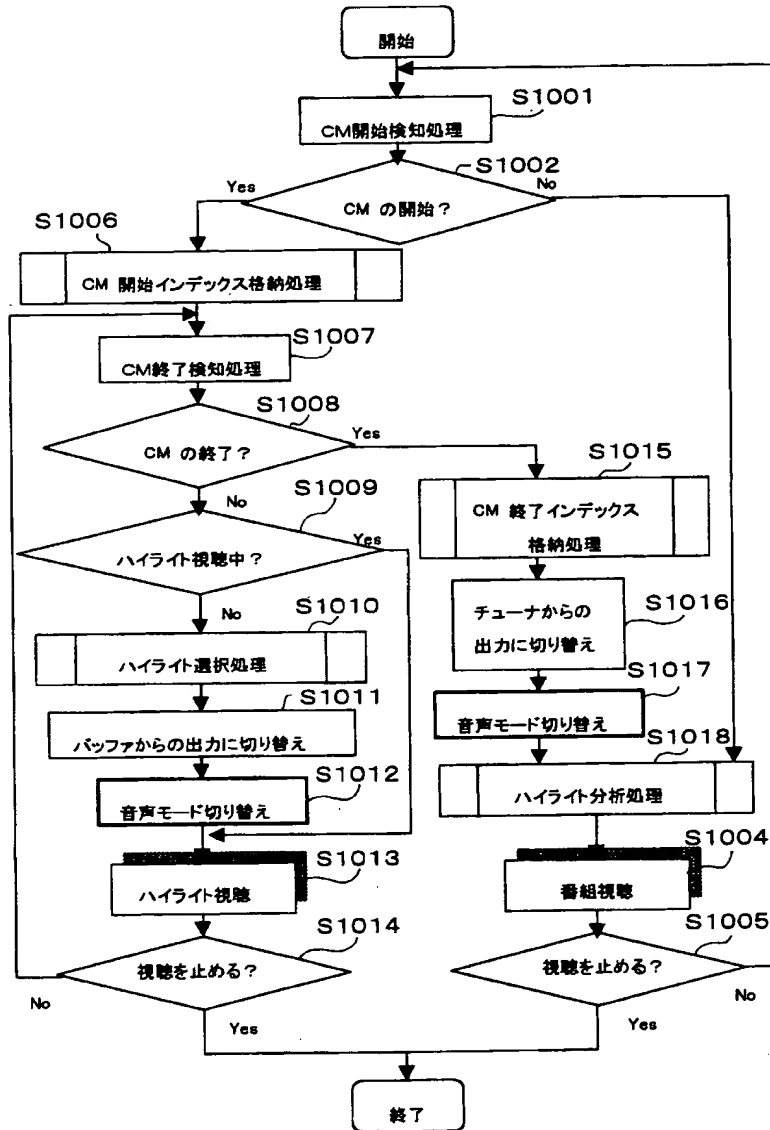 開始
S1001
CM開始検知処理
S1002
Yes
No
CM の開始？
S1006
CM 開始インデックス格納処理
S1007
CM終了検知処理
S1008
CM の終了？
Yes
S1015
No
S1009
CM 終了インデックス
格納処理
ハイライト視聴中？
Yes
No
S1010
チューナからの
出力に切り替え
S1016
ハイライト選択処理
S1011
S1017
バッファからの出力に切り替え
音声モード切り替え
S1012
S1018
音声モード切り替え
ハイライト分析処理
S1013
S1004
ハイライト視聴
番組視聴
S1014
S1005
視聴を止める？
視聴を止める？
No
No
Yes
Yes
終了